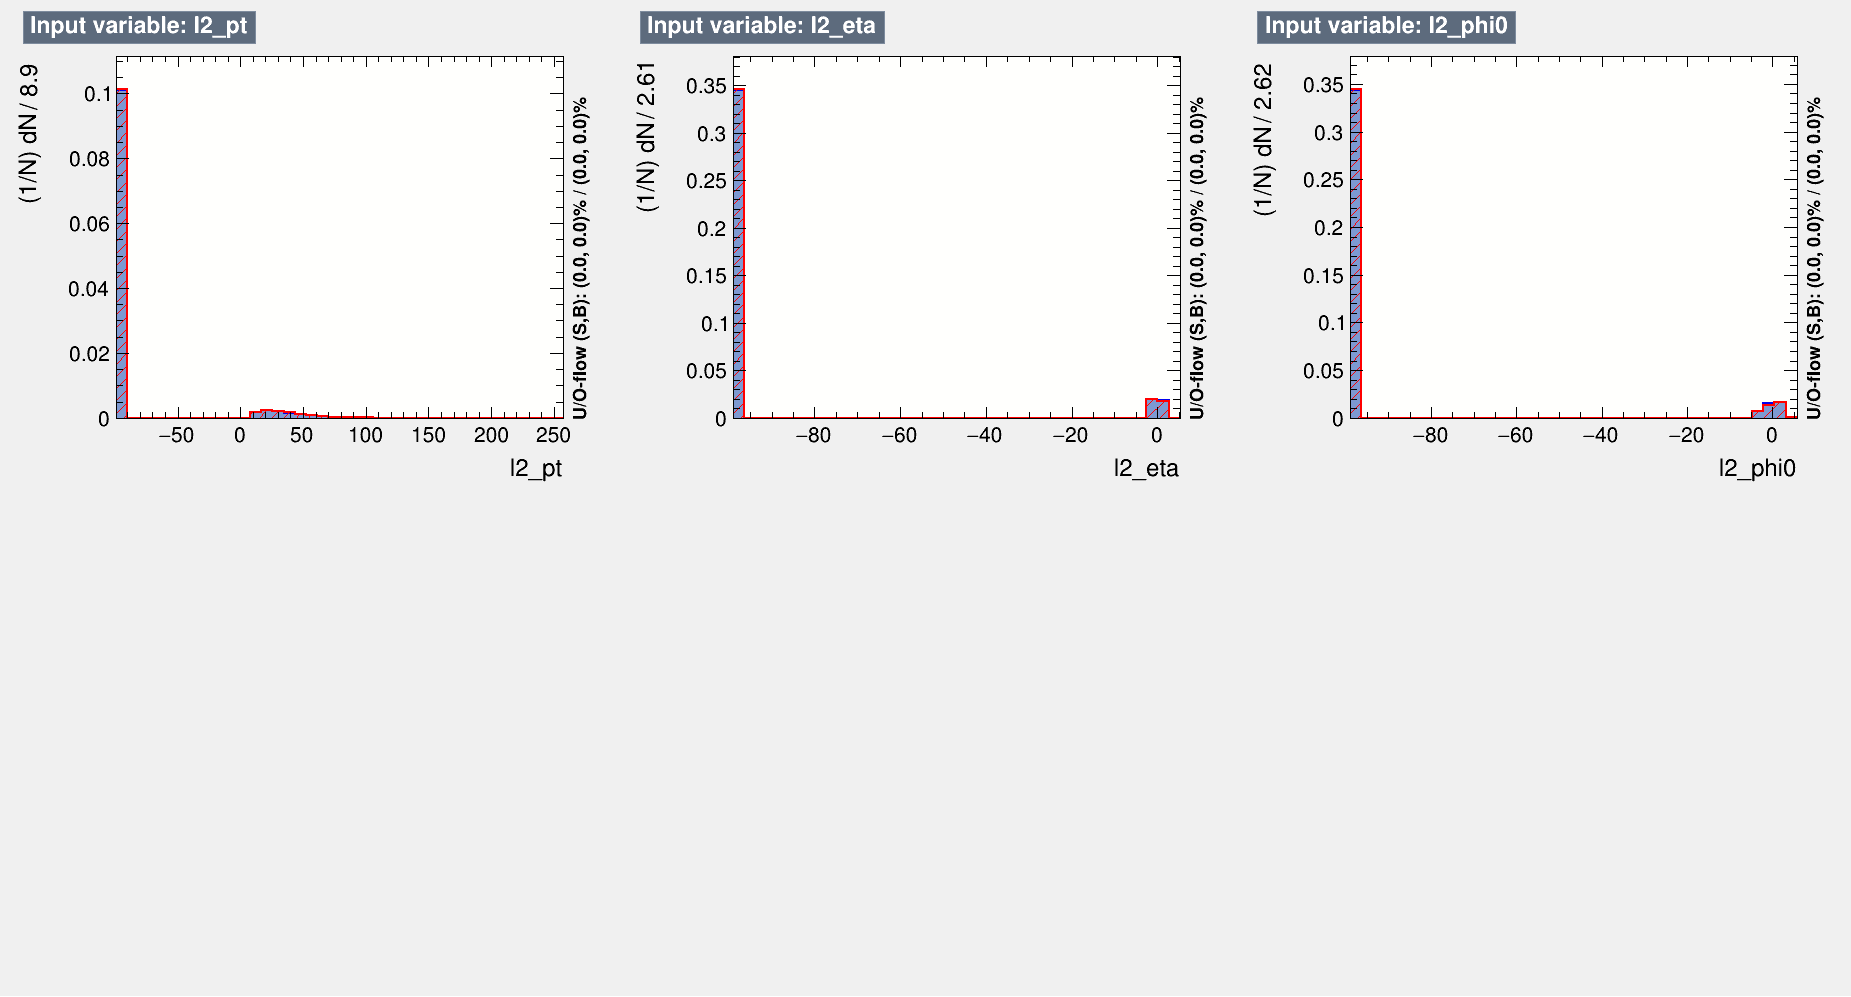 Input variable: l2_pt
(1/N) dN / 8.9
0.1
0.08
0.06
0.04
0.02
0
−50 0 50 100 150 200 250
l2_pt
U/O-flow (S,B): (0.0, 0.0)% / (0.0, 0.0)%
Input variable: l2_eta
(1/N) dN / 2.61
0.35
0.3
0.25
0.2
0.15
0.1
0.05
0
−80 −60 −40 −20 0
l2_eta
U/O-flow (S,B): (0.0, 0.0)% / (0.0, 0.0)%
Input variable: l2_phi0
(1/N) dN / 2.62
0.35
0.3
0.25
0.2
0.15
0.1
0.05
0
−80 −60 −40 −20 0
l2_phi0
U/O-flow (S,B): (0.0, 0.0)% / (0.0, 0.0)%